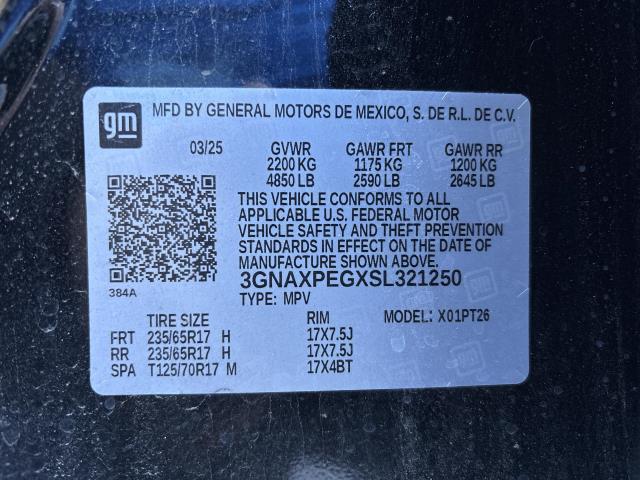 gm MFD BY GENERAL MOTORS DE MEXICO, S. DE R.L. DE C.V.
03/25 GVWR GAWR FRT GAWR RR
2200 KG 1175 KG 1200 KG
4850 LB 2590 LB 2645 LB
THIS VEHICLE CONFORMS TO ALL
APPLICABLE U.S. FEDERAL MOTOR
VEHICLE SAFETY AND THEFT PREVENTION
STANDARDS IN EFFECT ON THE DATE OF
MANUFACTURE SHOWN ABOVE.
3GNAXPEGXSL321250
384A TYPE: MPV
TIRE SIZE RIM MODEL: X01PT26
FRT 235/65R17 H 17X7.5J
RR 235/65R17 H 17X7.5J
SPA T125/70R17 M 17X4BT